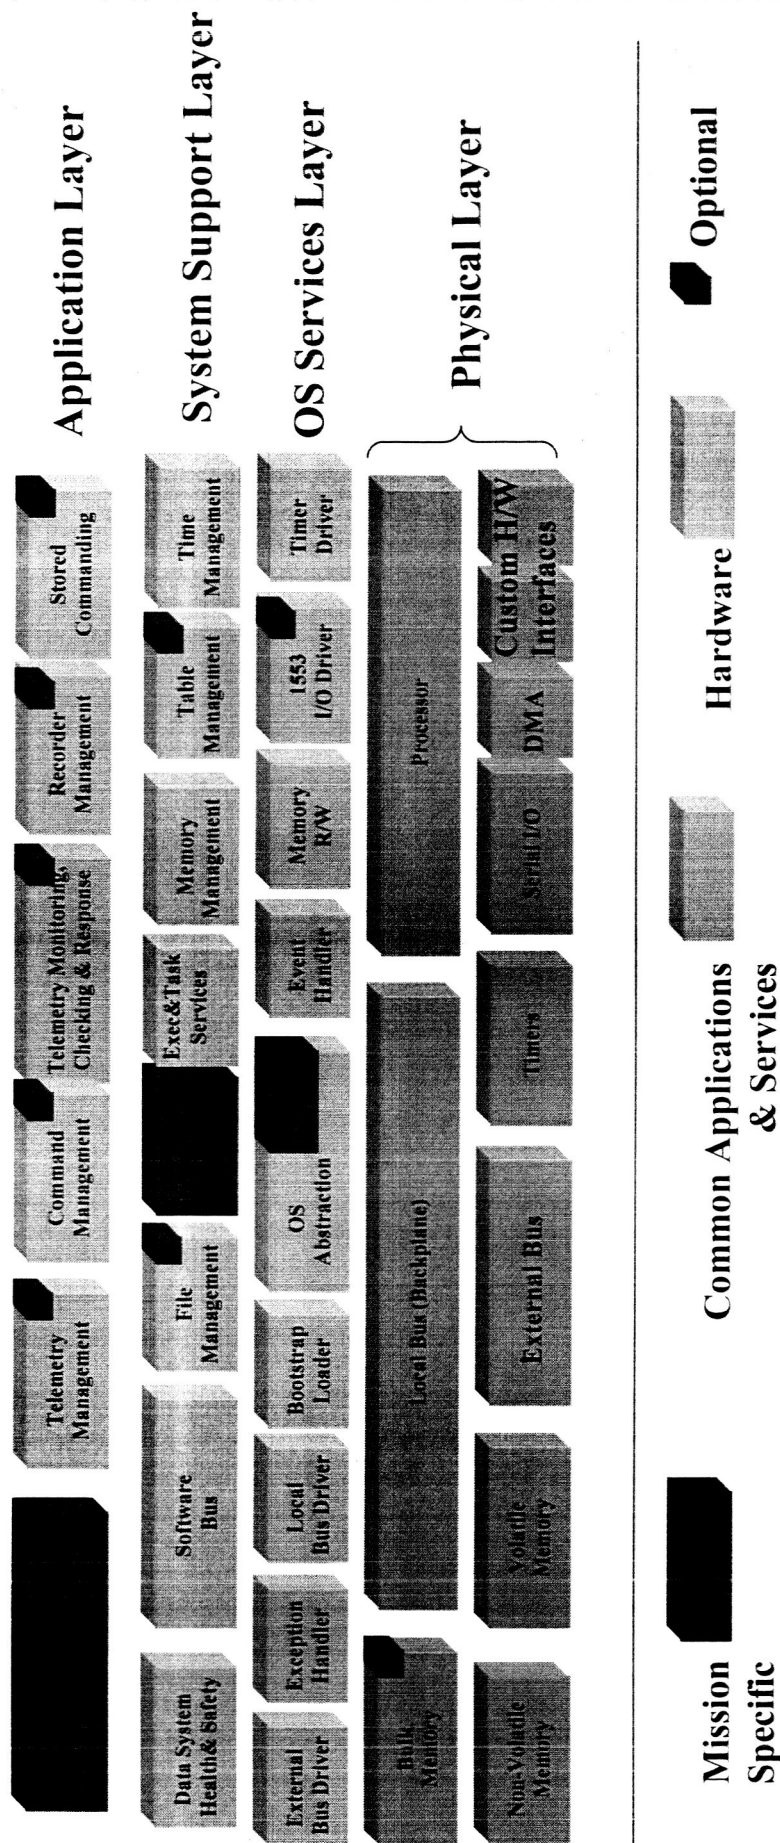 Application Layer
Telemetry
Management
Command
Management
Telemetry Monitoring,
Checking & Response
Recorder
Management
Stored
Commanding
System Support Layer
Data System
Health& Safety
Software
Bus
File
Management
Exec&Task
Services
Memory
Management
Table
Management
Time
Management
OS Services Layer
External
Bus Driver
Exception
Handler
Local
Bus Driver
Bootstrap
Loader
OS
Abstraction
Event
Handler
Memory
R/W
1553
I/O Driver
Timer
Driver
Physical Layer
Bulk
Memory
Local Bus (Backplane)
Processor
Non-Volatile
Memory
Volatile
Memory
External Bus
Timers
Serial I/O
DMA
Custom H/W
Interfaces
Mission
Specific
Common Applications
& Services
Hardware
Optional